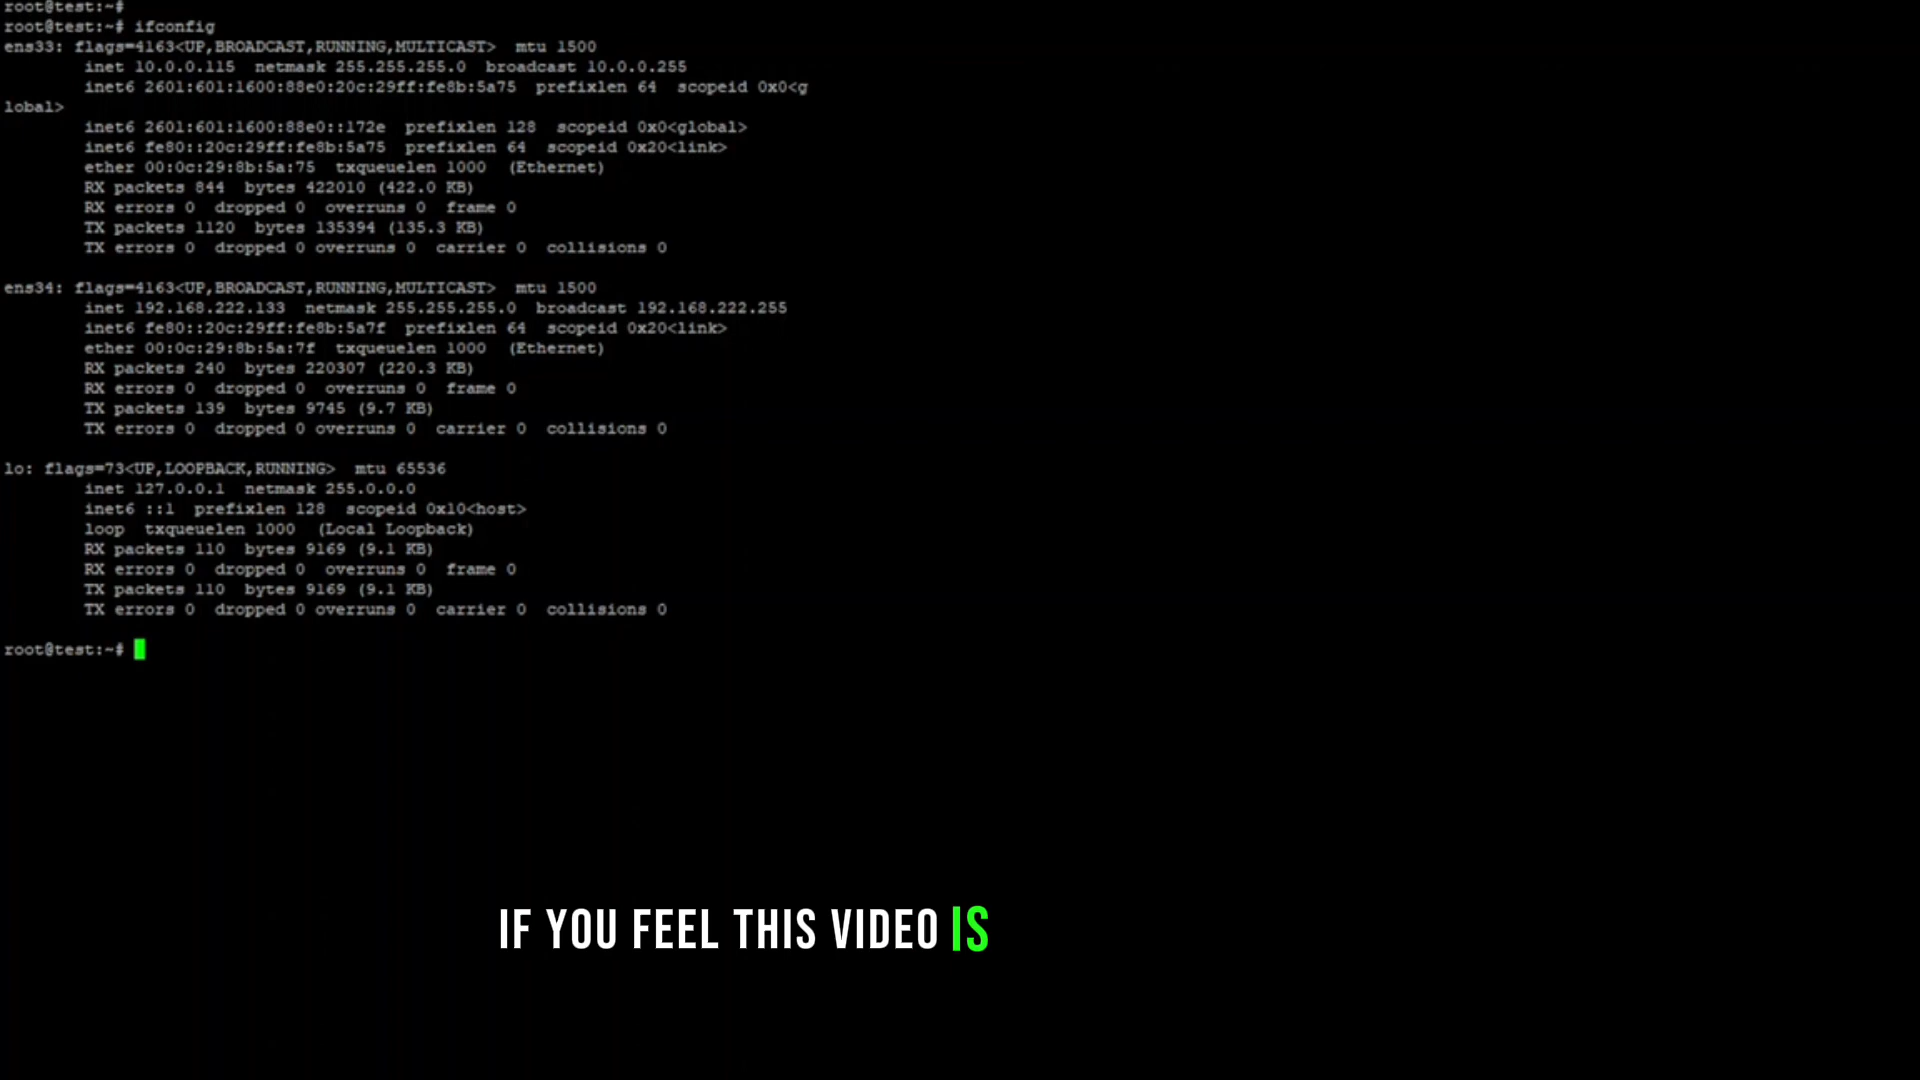 root@test:~#
root@test:~# ifconfig
ens33: flags=4163<UP,BROADCAST,RUNNING,MULTICAST>  mtu 1500
        inet 10.0.0.115  netmask 255.255.255.0  broadcast 10.0.0.255
        inet6 2601:601:1600:88e0:20c:29ff:fe8b:5a75  prefixlen 64  scopeid 0x0<g
lobal>
        inet6 2601:601:1600:88e0::172e  prefixlen 128  scopeid 0x0<global>
        inet6 fe80::20c:29ff:fe8b:5a75  prefixlen 64  scopeid 0x20<link>
        ether 00:0c:29:8b:5a:75  txqueuelen 1000  (Ethernet)
        RX packets 844  bytes 422010 (422.0 KB)
        RX errors 0  dropped 0  overruns 0  frame 0
        TX packets 1120  bytes 135394 (135.3 KB)
        TX errors 0  dropped 0 overruns 0  carrier 0  collisions 0
ens34: flags=4163<UP,BROADCAST,RUNNING,MULTICAST>  mtu 1500
        inet 192.168.222.133  netmask 255.255.255.0  broadcast 192.168.222.255
        inet6 fe80::20c:29ff:fe8b:5a7f  prefixlen 64  scopeid 0x20<link>
        ether 00:0c:29:8b:5a:7f  txqueuelen 1000  (Ethernet)
        RX packets 240  bytes 220307 (220.3 KB)
        RX errors 0  dropped 0  overruns 0  frame 0
        TX packets 139  bytes 9745 (9.7 KB)
        TX errors 0  dropped 0 overruns 0  carrier 0  collisions 0
lo: flags=73<UP,LOOPBACK,RUNNING>  mtu 65536
        inet 127.0.0.1  netmask 255.0.0.0
        inet6 ::1  prefixlen 128  scopeid 0x10<host>
        loop  txqueuelen 1000  (Local Loopback)
        RX packets 110  bytes 9169 (9.1 KB)
        RX errors 0  dropped 0  overruns 0  frame 0
        TX packets 110  bytes 9169 (9.1 KB)
        TX errors 0  dropped 0 overruns 0  carrier 0  collisions 0
root@test:~#
IF YOU FEEL THIS VIDEO IS